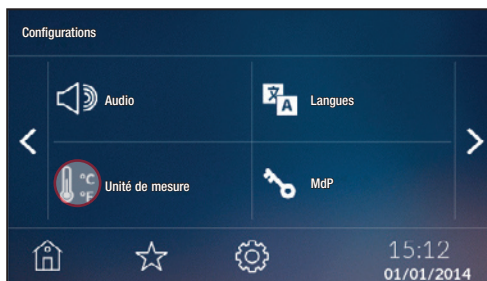 Configurations
Audio
Langues
°C
°F
Unité de mesure
MdP
15:12
01/01/2014